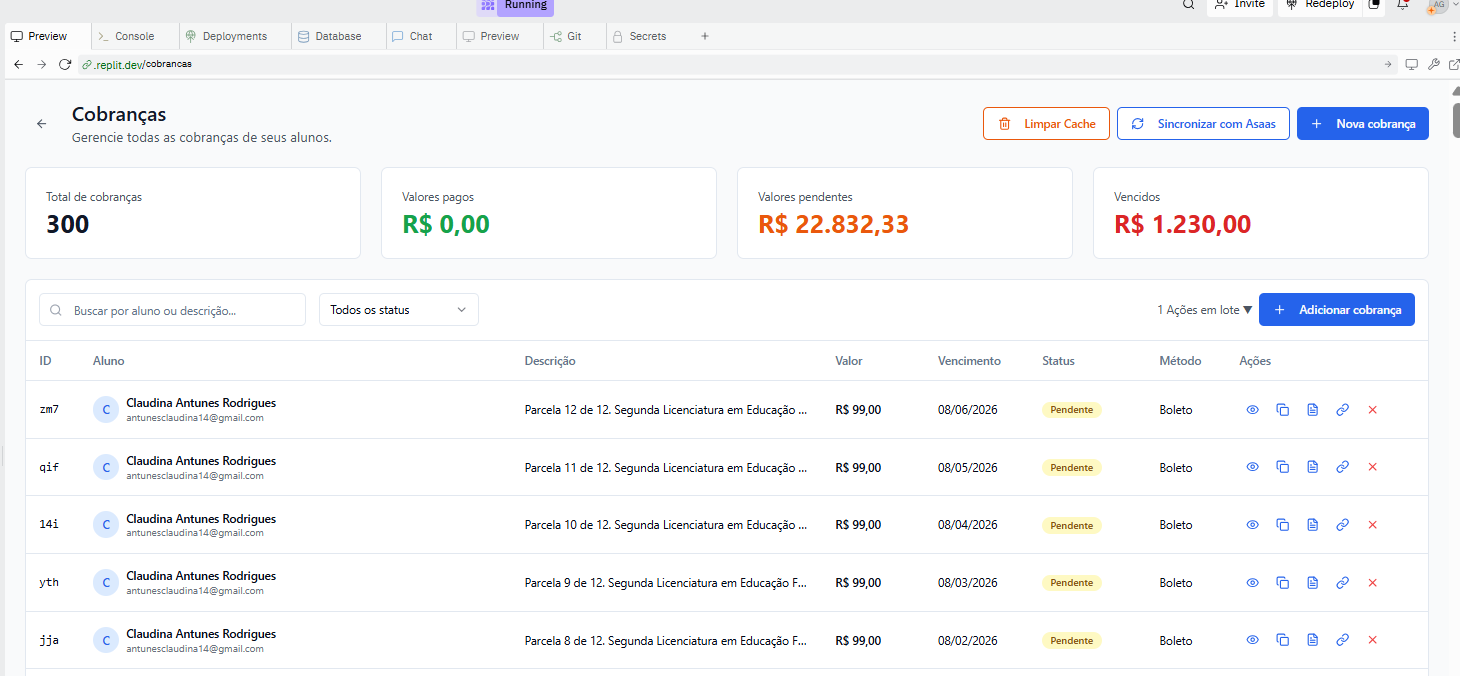 Running
Invite
Redeploy
AG
Preview
Console
Deployments
Database
Chat
Preview
Git
Secrets
.replit.dev/cobrancas
Cobranças
Gerencie todas as cobranças de seus alunos.
Limpar Cache
Sincronizar com Asaas
Nova cobrança
Total de cobranças
300
Valores pagos
R$ 0,00
Valores pendentes
R$ 22.832,33
Vencidos
R$ 1.230,00
Buscar por aluno ou descrição...
Todos os status
1 Ações em lote ▼
Adicionar cobrança
ID Aluno Descrição Valor Vencimento Status Método Ações
C Claudina Antunes Rodrigues
zm7 antunesclaudina14@gmail.com Parcela 12 de 12. Segunda Licenciatura em Educação ... R$ 99,00 08/06/2026 Pendente Boleto
C Claudina Antunes Rodrigues
qif antunesclaudina14@gmail.com Parcela 11 de 12. Segunda Licenciatura em Educação ... R$ 99,00 08/05/2026 Pendente Boleto
C Claudina Antunes Rodrigues
14i antunesclaudina14@gmail.com Parcela 10 de 12. Segunda Licenciatura em Educação ... R$ 99,00 08/04/2026 Pendente Boleto
C Claudina Antunes Rodrigues
yth antunesclaudina14@gmail.com Parcela 9 de 12. Segunda Licenciatura em Educação F... R$ 99,00 08/03/2026 Pendente Boleto
C Claudina Antunes Rodrigues
jja antunesclaudina14@gmail.com Parcela 8 de 12. Segunda Licenciatura em Educação F... R$ 99,00 08/02/2026 Pendente Boleto